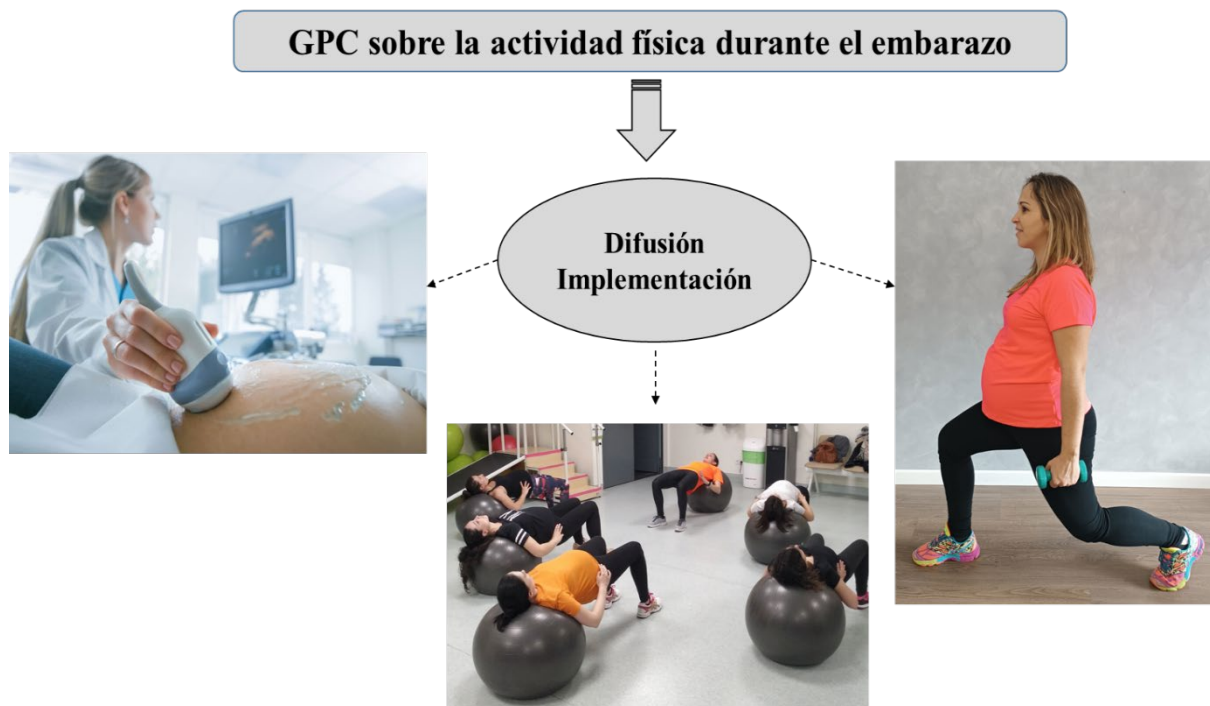 GPC sobre la actividad física durante el embarazo
Difusión
Implementación